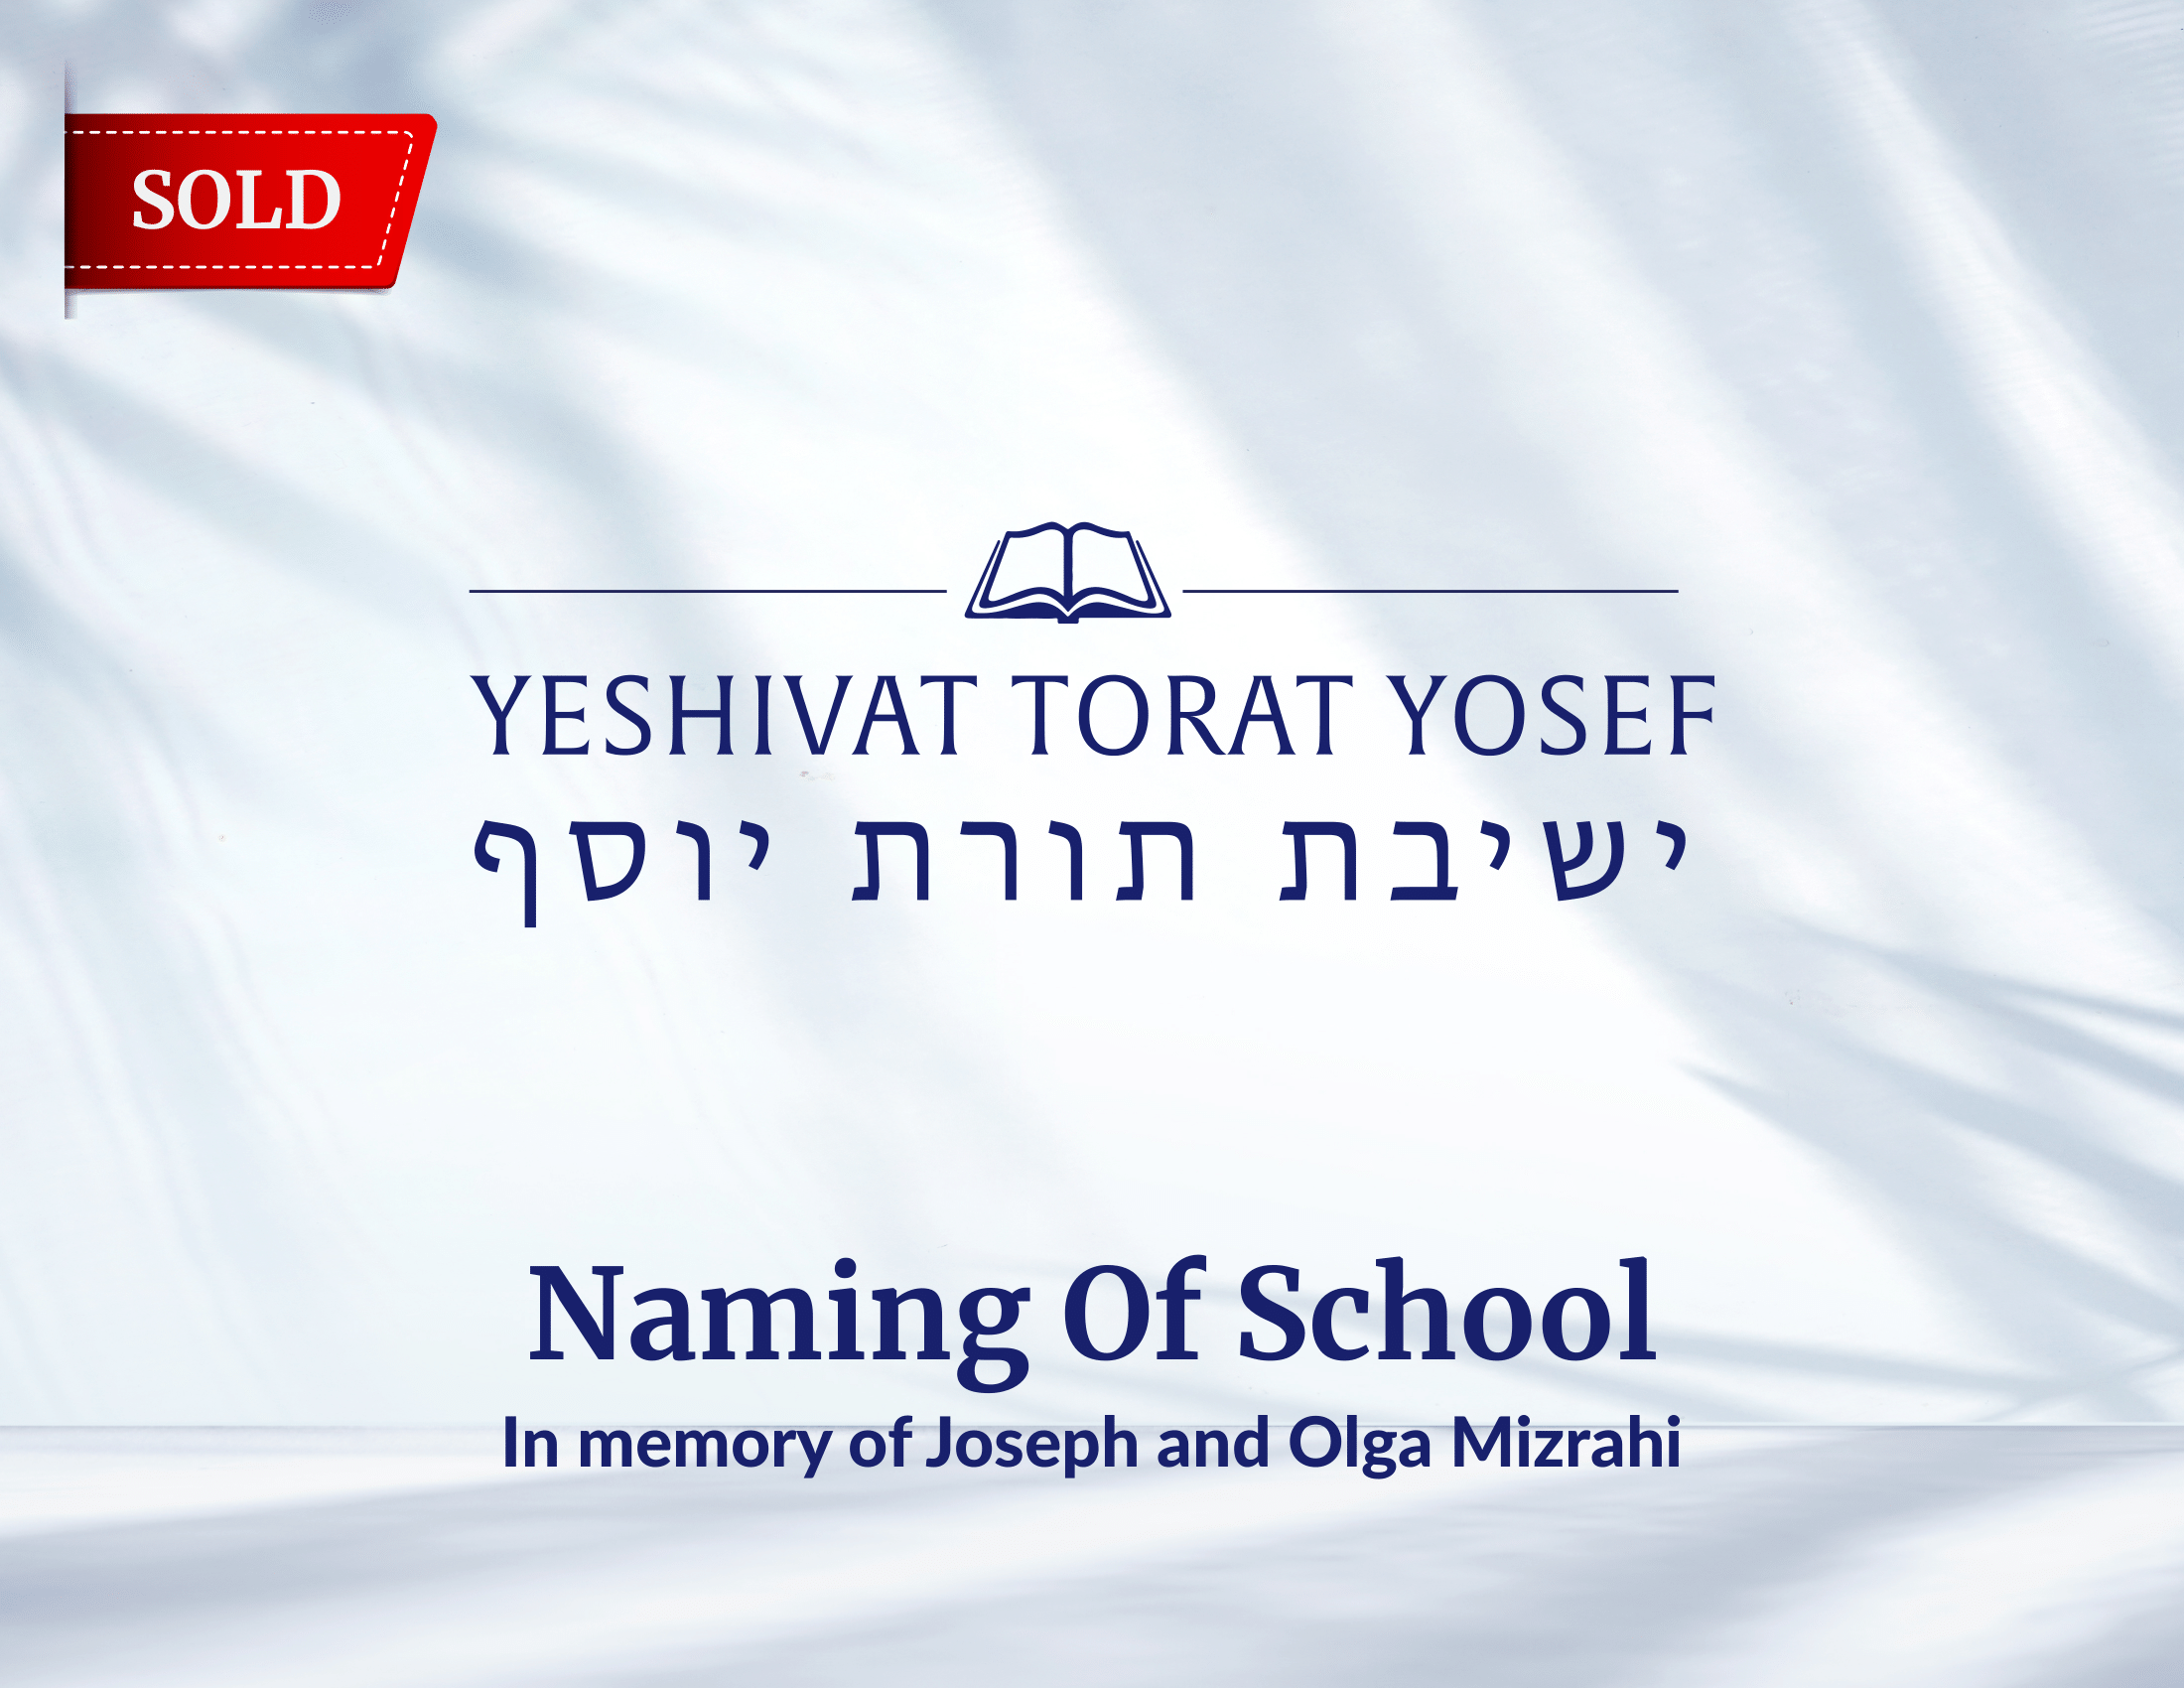 SOLD
YESHIVAT TORAT YOSEF
ישיבת תורת יוסף
Naming Of School
In memory of Joseph and Olga Mizrahi